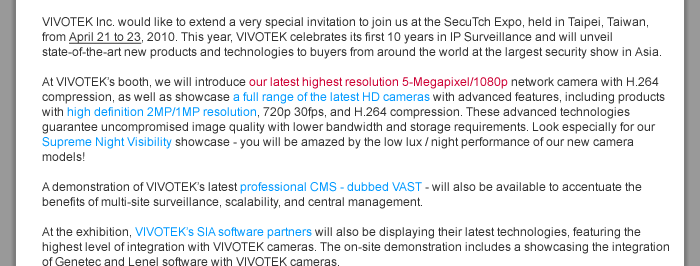 VIVOTEK Inc. would like to extend a very special invitation to join us at the SecuTch Expo, held in Taipei, Taiwan,
from April 21 to 23, 2010. This year, VIVOTEK celebrates its first 10 years in IP Surveillance and will unveil
state-of-the-art new products and technologies to buyers from around the world at the largest security show in Asia.
At VIVOTEK's booth, we will introduce our latest highest resolution 5-Megapixel/1080p network camera with H.264
compression, as well as showcase a full range of the latest HD cameras with advanced features, including products
with high definition 2MP/1MP resolution, 720p 30fps, and H.264 compression. These advanced technologies
guarantee uncompromised image quality with lower bandwidth and storage requirements. Look especially for our
Supreme Night Visibility showcase - you will be amazed by the low lux / night performance of our new camera
models!
A demonstration of VIVOTEK's latest professional CMS - dubbed VAST - will also be available to accentuate the
benefits of multi-site surveillance, scalability, and central management.
At the exhibition, VIVOTEK's SIA software partners will also be displaying their latest technologies, featuring the
highest level of integration with VIVOTEK cameras. The on-site demonstration includes a showcasing the integration
of Genetec and Lenel software with VIVOTEK cameras.